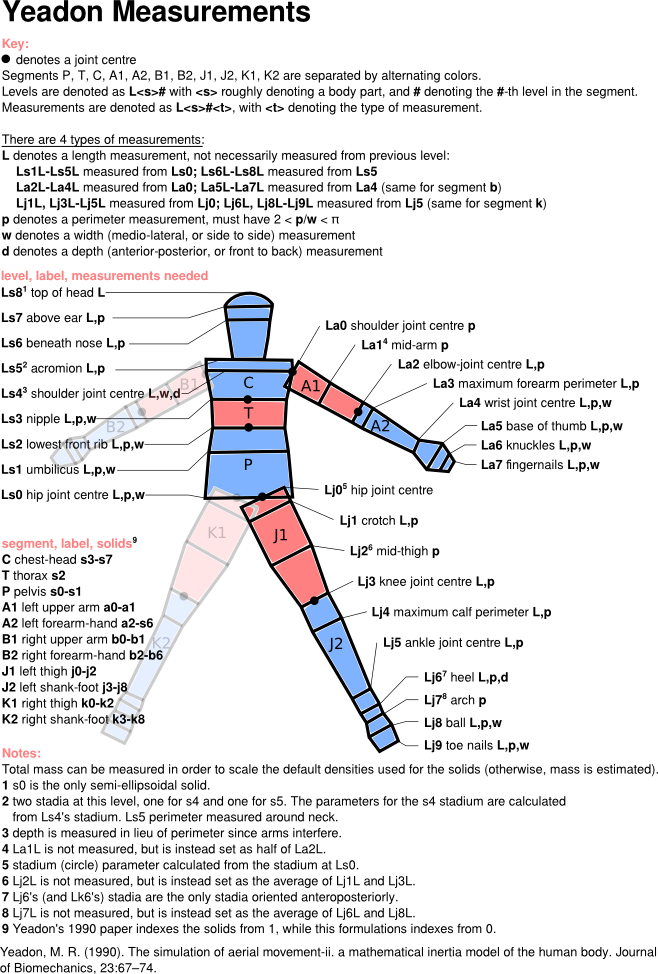 Yeadon Measurements
Key:
● denotes a joint centre
Segments P, T, C, A1, A2, B1, B2, J1, J2, K1, K2 are separated by alternating colors.
Levels are denoted as L<s># with <s> roughly denoting a body part, and # denoting the #-th level in the segment.
Measurements are denoted as L<s>#<t>, with <t> denoting the type of measurement.
There are 4 types of measurements:
L denotes a length measurement, not necessarily measured from previous level:
Ls1L-Ls5L measured from Ls0; Ls6L-Ls8L measured from Ls5
La2L-La4L measured from La0; La5L-La7L measured from La4 (same for segment b)
Lj1L, Lj3L-Lj5L measured from Lj0; Lj6L, Lj8L-Lj9L measured from Lj5 (same for segment k)
p denotes a perimeter measurement, must have 2 < p/w < π
w denotes a width (medio-lateral, or side to side) measurement
d denotes a depth (anterior-posterior, or front to back) measurement
level, label, measurements needed
Ls8¹ top of head L
Ls7 above ear L,p
Ls6 beneath nose L,p
Ls5² acromion L,p
Ls4³ shoulder joint centre L,w,d
Ls3 nipple L,p,w
Ls2 lowest front rib L,p,w
Ls1 umbilicus L,p,w
Ls0 hip joint centre L,p,w
La0 shoulder joint centre p
La1⁴ mid-arm p
La2 elbow-joint centre L,p
La3 maximum forearm perimeter L,p
La4 wrist joint centre L,p,w
La5 base of thumb L,p,w
La6 knuckles L,p,w
La7 fingernails L,p,w
B1
B2
C
T
P
A1
A2
Lj0⁵ hip joint centre
Lj1 crotch L,p
Lj2⁶ mid-thigh p
Lj3 knee joint centre L,p
Lj4 maximum calf perimeter L,p
Lj5 ankle joint centre L,p
Lj6⁷ heel L,p,d
Lj7⁸ arch p
Lj8 ball L,p,w
Lj9 toe nails L,p,w
K1
K2
J1
J2
segment, label, solids⁹
C chest-head s3-s7
T thorax s2
P pelvis s0-s1
A1 left upper arm a0-a1
A2 left forearm-hand a2-s6
B1 right upper arm b0-b1
B2 right forearm-hand b2-b6
J1 left thigh j0-j2
J2 left shank-foot j3-j8
K1 right thigh k0-k2
K2 right shank-foot k3-k8
Notes:
Total mass can be measured in order to scale the default densities used for the solids (otherwise, mass is estimated).
1 s0 is the only semi-ellipsoidal solid.
2 two stadia at this level, one for s4 and one for s5. The parameters for the s4 stadium are calculated
from Ls4's stadium. Ls5 perimeter measured around neck.
3 depth is measured in lieu of perimeter since arms interfere.
4 La1L is not measured, but is instead set as half of La2L.
5 stadium (circle) parameter calculated from the stadium at Ls0.
6 Lj2L is not measured, but is instead set as the average of Lj1L and Lj3L.
7 Lj6's (and Lk6's) stadia are the only stadia oriented anteroposteriorly.
8 Lj7L is not measured, but is instead set as the average of Lj6L and Lj8L.
9 Yeadon's 1990 paper indexes the solids from 1, while this formulations indexes from 0.
Yeadon, M. R. (1990). The simulation of aerial movement-ii. a mathematical inertia model of the human body. Journal
of Biomechanics, 23:67–74.